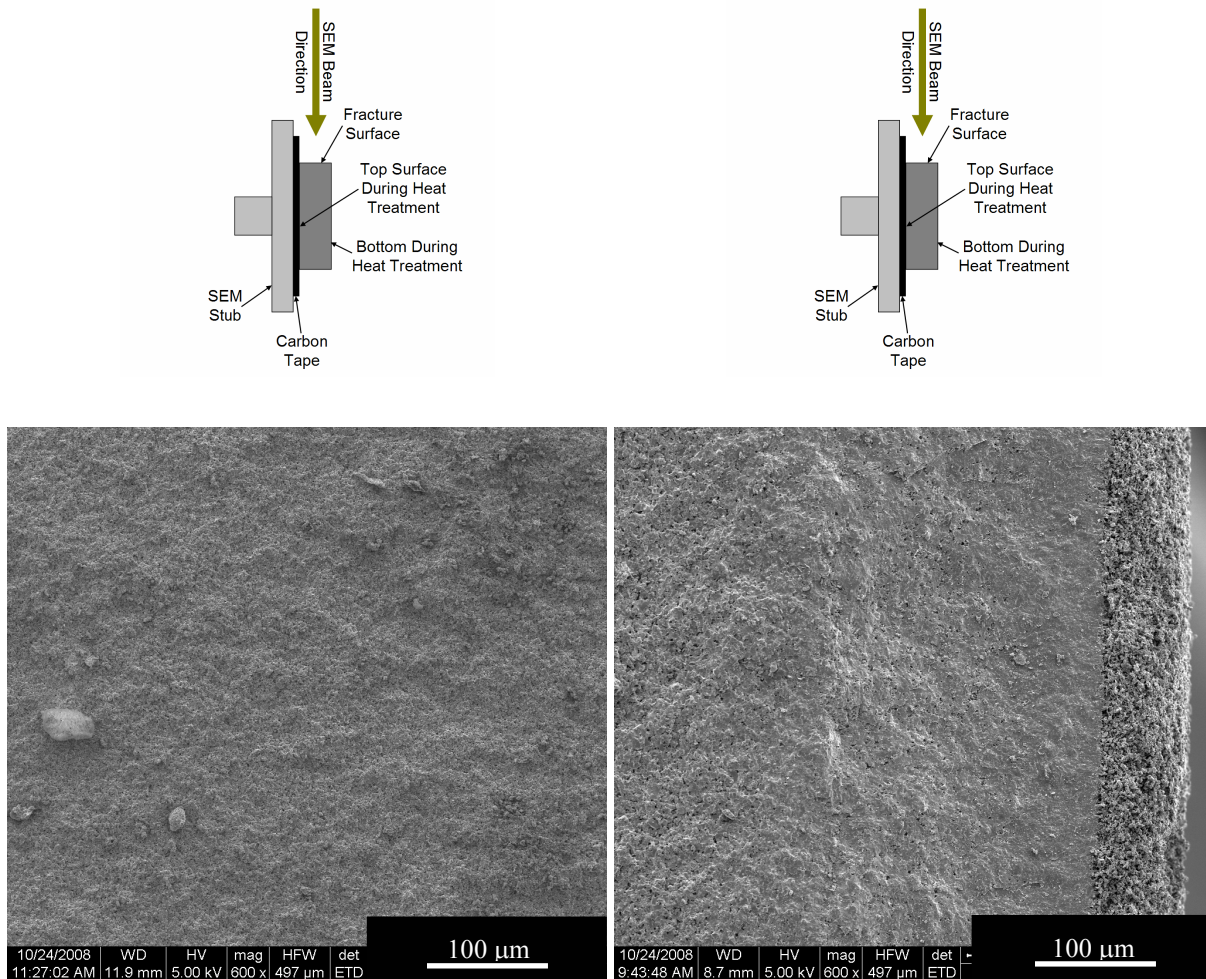 SEM Beam
Direction
Fracture
Surface
Top Surface
During Heat
Treatment
Bottom During
Heat Treatment
SEM
Stub
Carbon
Tape
SEM Beam
Direction
Fracture
Surface
Top Surface
During Heat
Treatment
Bottom During
Heat Treatment
SEM
Stub
Carbon
Tape
10/24/2008 WD HV mag HFW det
11:27:02 AM 11.9 mm 5.00 kV 600 x 497 µm ETD
100 µm
10/24/2008 WD HV mag HFW det
9:43:48 AM 8.7 mm 5.00 kV 600 x 497 µm ETD
100 µm